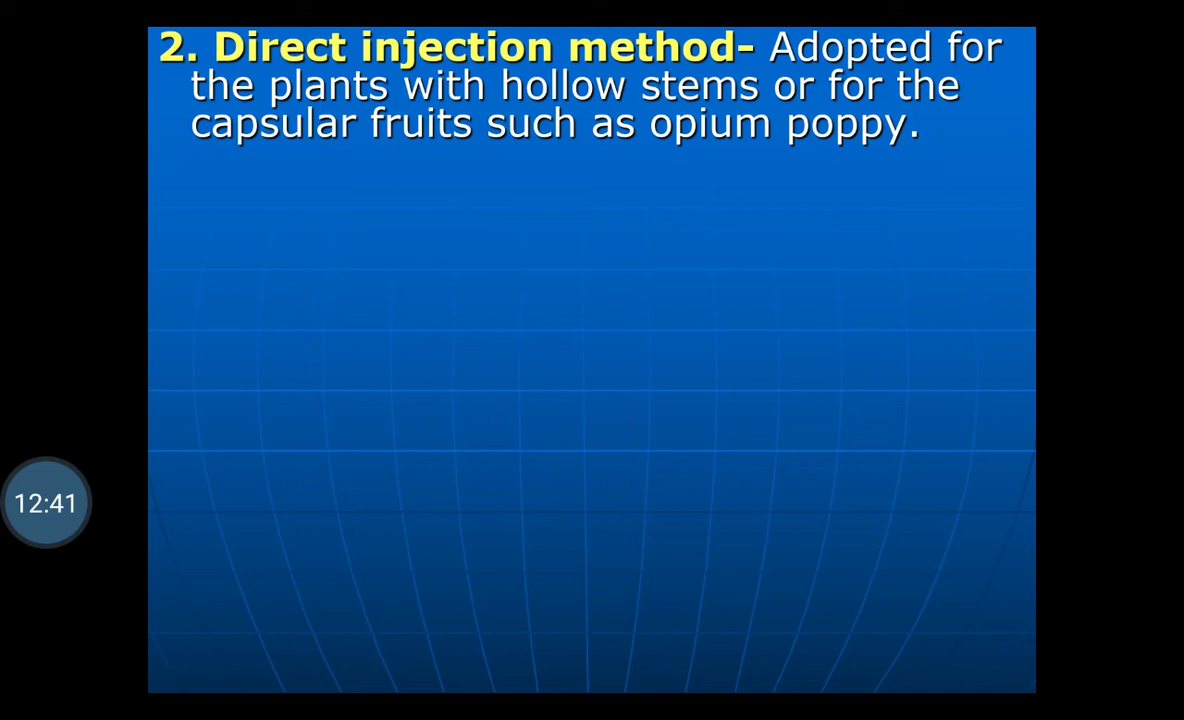 2. Direct injection method- Adopted for
the plants with hollow stems or for the
capsular fruits such as opium poppy.
12:41